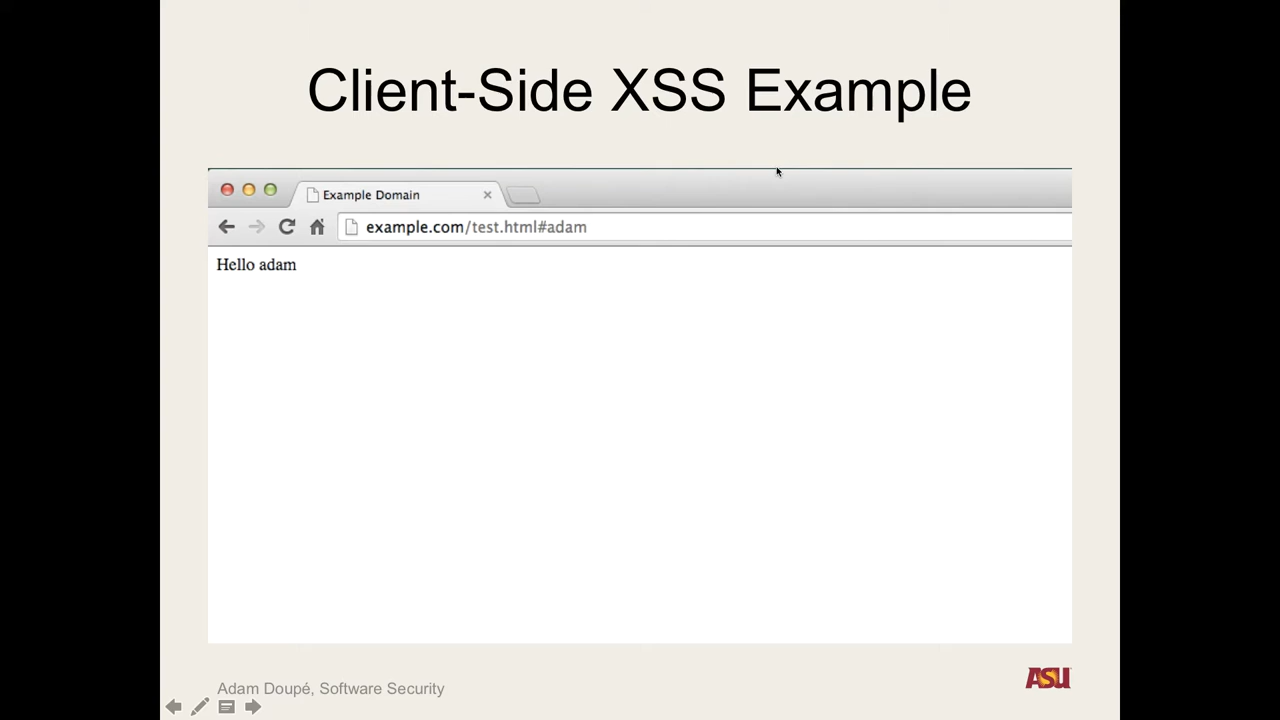 Client-Side XSS Example
Example Domain
example.com/test.html#adam
Hello adam
Adam Doupé, Software Security
ASU